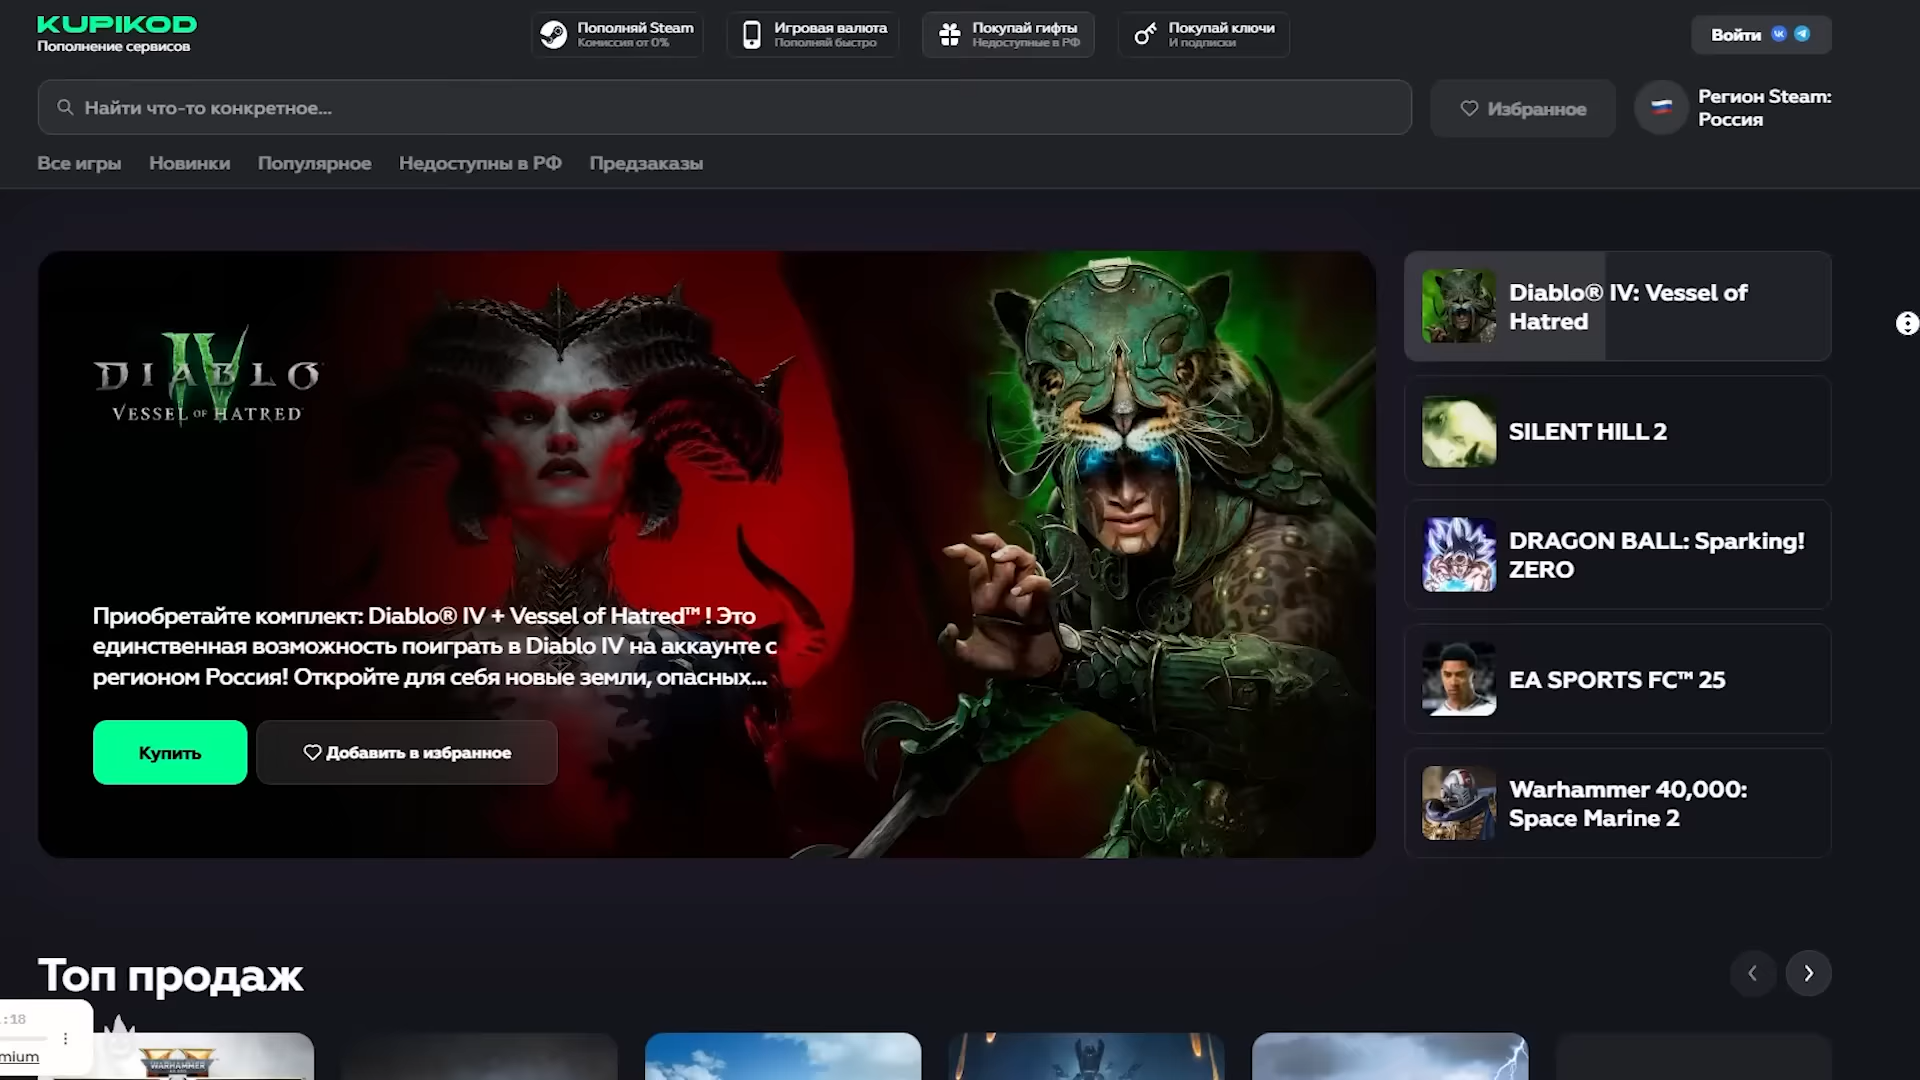 KUPIKOD
Пополнение сервисов
Пополняй Steam
Комиссия от 0%
Игровая валюта
Пополняй быстро
Покупай гифты
Недоступные в РФ
Покупай ключи
И подписки
Войти
Найти что-то конкретное...
Избранное
Регион Steam:
Россия
Все игры
Новинки
Популярное
Недоступны в РФ
Предзаказы
DIABLO IV
VESSEL OF HATRED
Приобретайте комплект: Diablo® IV + Vessel of Hatred™ ! Это
единственная возможность поиграть в Diablo IV на аккаунте с
регионом Россия! Откройте для себя новые земли, опасных...
Купить
Добавить в избранное
Diablo® IV: Vessel of
Hatred
SILENT HILL 2
DRAGON BALL: Sparking!
ZERO
EA SPORTS FC™ 25
Warhammer 40,000:
Space Marine 2
Топ продаж
:18
mium
WARHAMMER